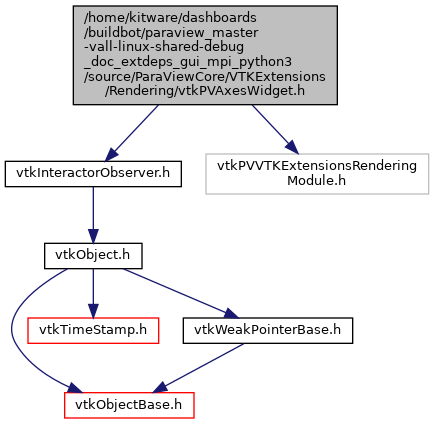 /home/kitware/dashboards
/buildbot/paraview_master
-vall-linux-shared-debug
_doc_extdeps_gui_mpi_python3
/source/ParaViewCore/VTKExtensions
/Rendering/vtkPVAxesWidget.h
vtkInteractorObserver.h
vtkPVVTKExtensionsRendering
Module.h
vtkObject.h
vtkTimeStamp.h
vtkWeakPointerBase.h
vtkObjectBase.h